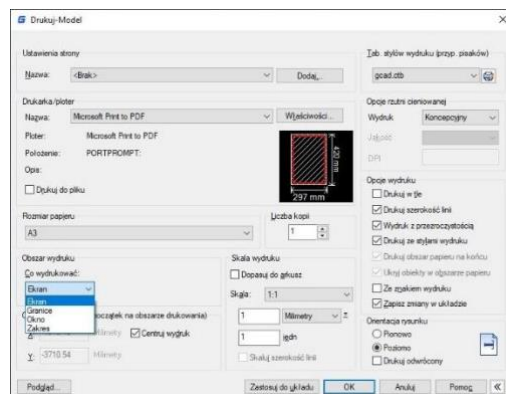 Drukuj-Model
Ustawienia strony
Nazwa: <Brak> Dodaj...
Tab. stylów wydruku (przyp. pisaków)
gcad.ctb
Drukarka/ploter
Nazwa: Microsoft Print to PDF Właściwości...
Ploter: Microsoft Print to PDF
Położenie: PORTPROMPT:
Opis:
Drukuj do pliku
420 mm
297 mm
Opcje rzutni cieniowanej
Wydruk Koncepcyjny
Jakość
DPI
Rozmiar papieru
A3
Liczba kopii
1
Opcje wydruku
Drukuj w tle
Drukuj szerokość linii
Wydruk z przezroczystością
Drukuj ze stylami wydruku
Drukuj obszar papieru na końcu
Ukryj obiekty w obszarze papieru
Ze znakiem wydruku
Zapisz zmiany w układzie
Obszar wydruku
Co wydrukować:
Ekran
Ekran
Granice
Okno
Zakres
początek na obszarze drukowania)
X: Milimetry Centruj wydruk
Y: -3710.54 Milimetry
Skala wydruku
Dopasuj do arkusza
Skala: 1:1
1 Milimetry =
1 jedn
Skaluj szerokość linii
Orientacja rysunku
Pionowo
Poziomo
Drukuj odwrócony
Podgląd... Zastosuj do układu OK Anuluj Pomoc